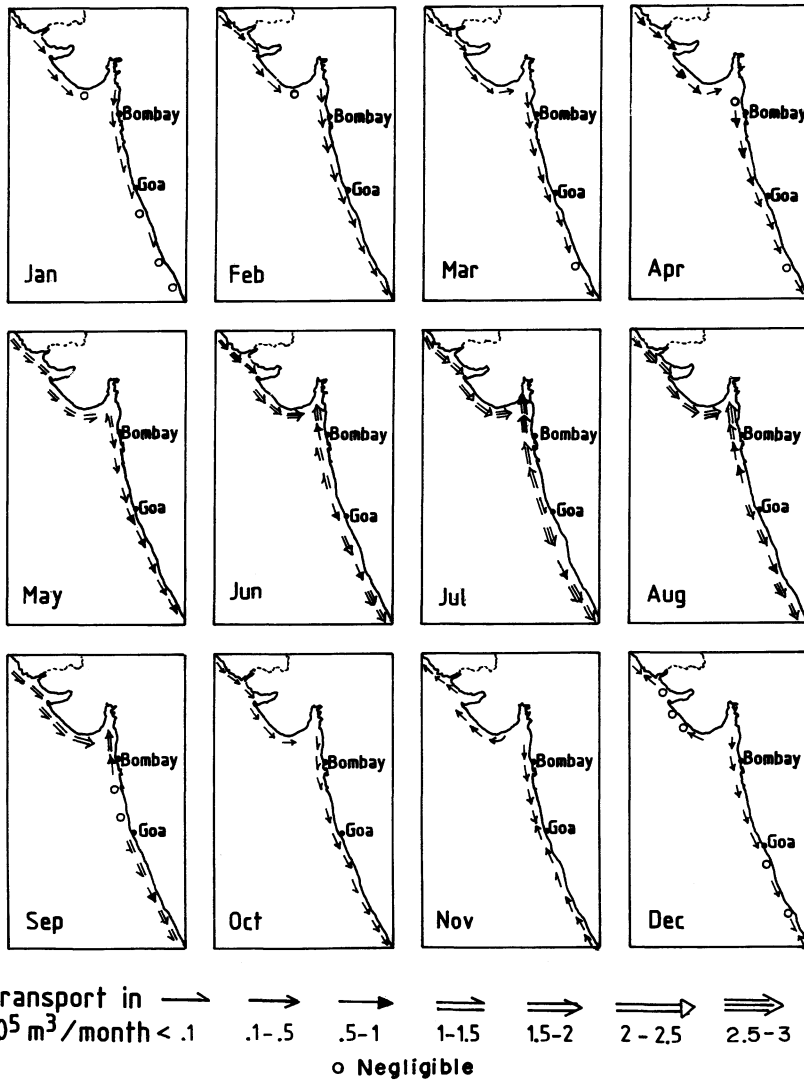 Bombay
Goa
Jan
Bombay
Goa
Feb
Bombay
Goa
Mar
Bombay
Goa
Apr
Bombay
Goa
May
Bombay
Goa
Jun
Bombay
Goa
Jul
Bombay
Goa
Aug
Bombay
Goa
Sep
Bombay
Goa
Oct
Bombay
Goa
Nov
Bombay
Goa
Dec
ransport in
0⁵ m³/month < .1 .1-.5 .5-1 1-1.5 1.5-2 2-2.5 2.5-3
o Negligible